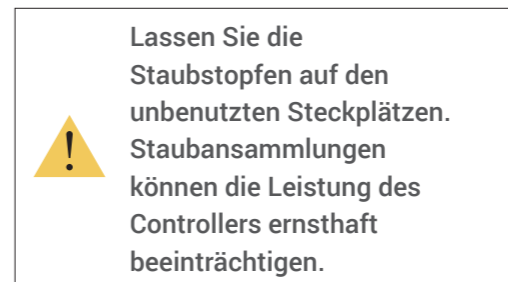 Lassen Sie die
Staubstopfen auf den
unbenutzten Steckplätzen.
Staubansammlungen
können die Leistung des
Controllers ernsthaft
beeinträchtigen.